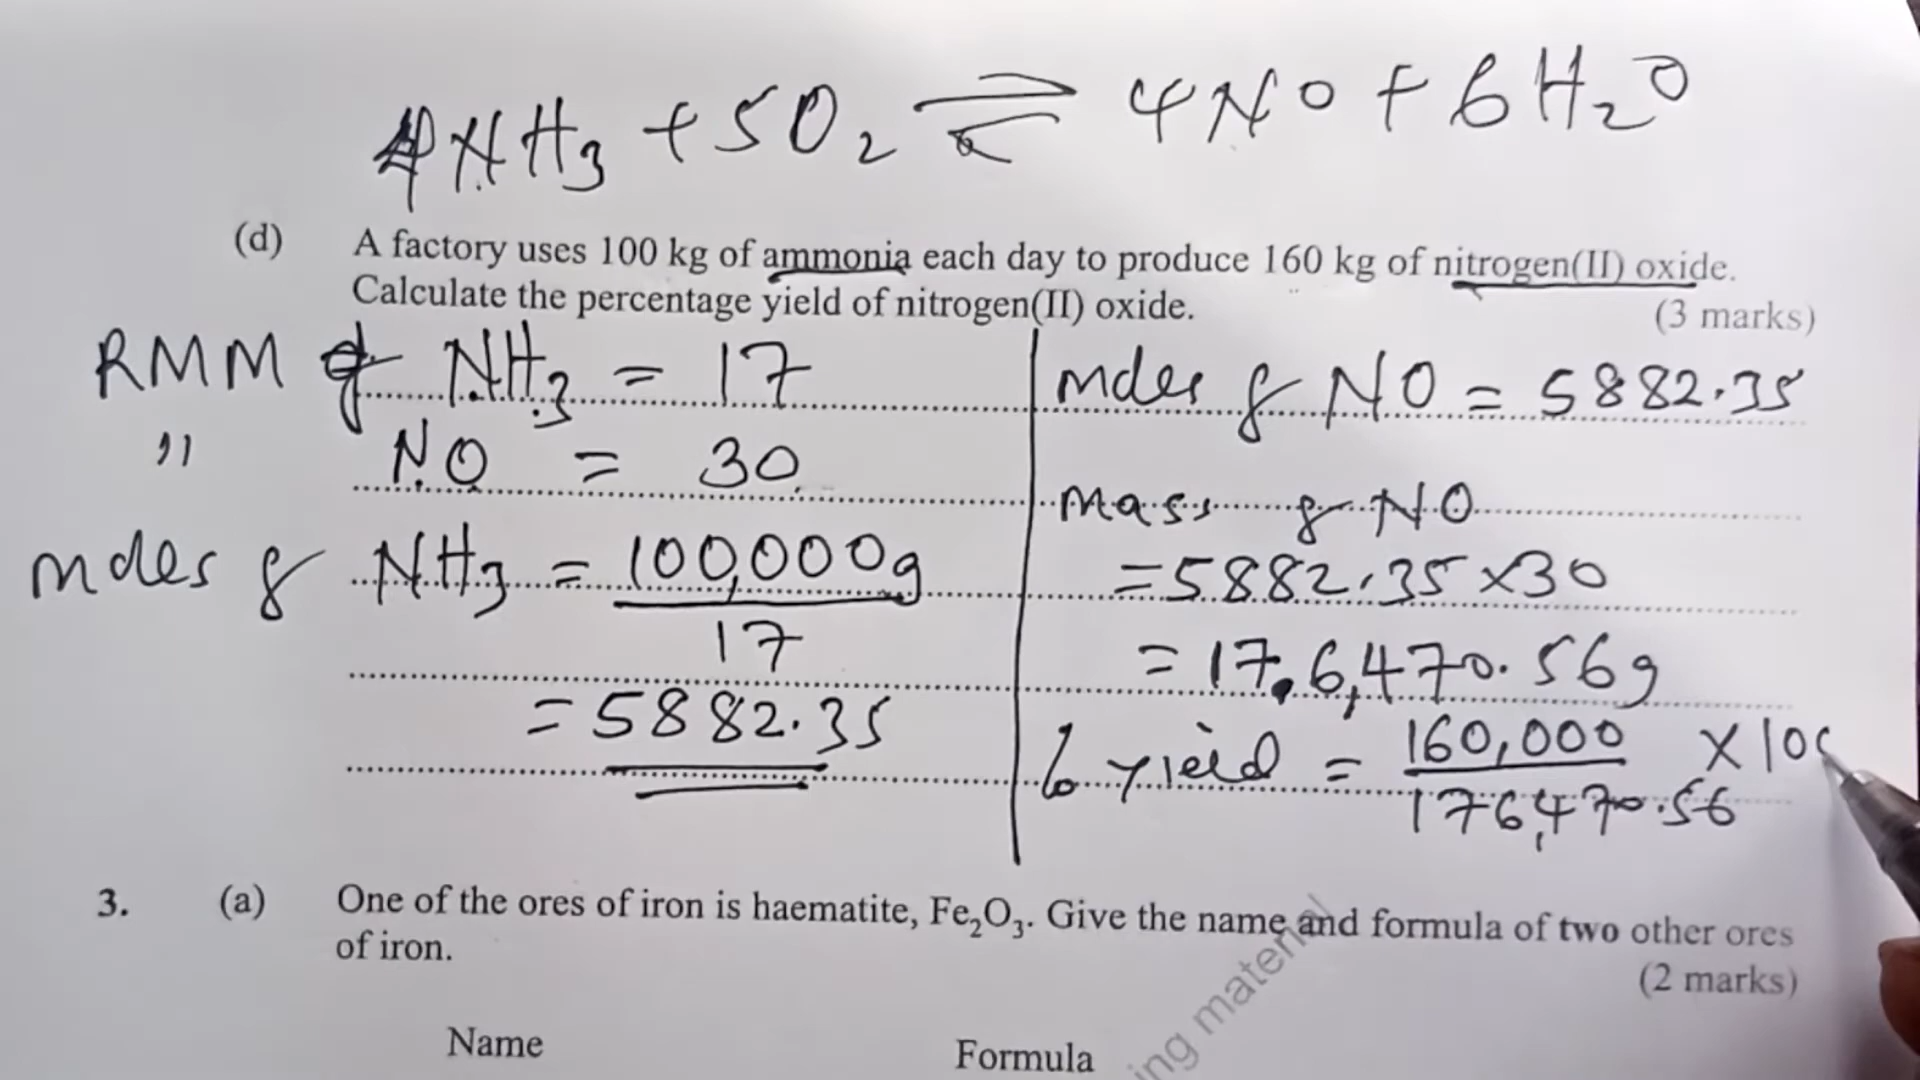 4NH₃ + 5O₂ ⇌ 4NO + 6H₂O
(d) A factory uses 100 kg of ammonia each day to produce 160 kg of nitrogen(II) oxide.
Calculate the percentage yield of nitrogen(II) oxide.
(3 marks)
RMM of NH₃ = 17
" NO = 30
moles of NH₃ = 100,000g
17
= 5882.35
moles of NO = 5882.35
Mass of NO
= 5882.35 x 30
= 17,6,470.56g
% yield = 160,000 x 100
176,470.56
3. (a) One of the ores of iron is haematite, Fe₂O₃. Give the name and formula of two other ores
of iron.
(2 marks)
Name Formula
ing material